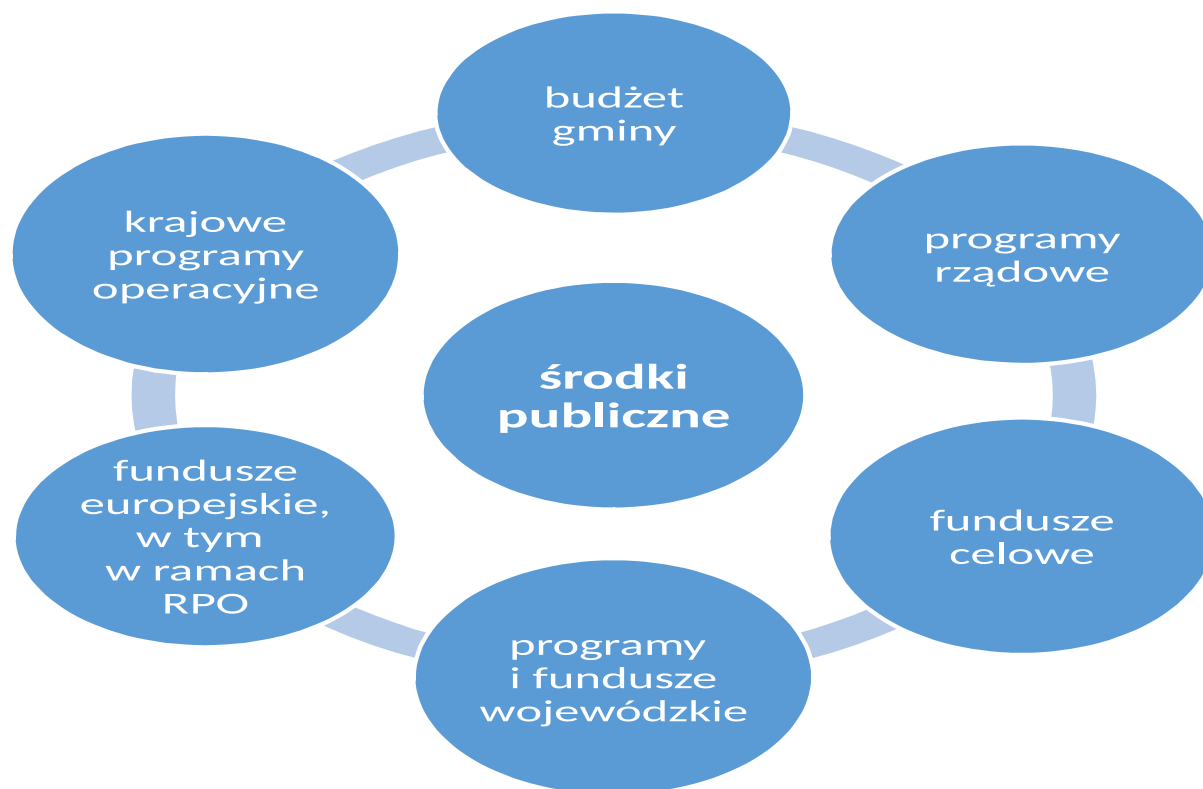 budżet
gminy
programy
rządowe
fundusze
celowe
programy
i fundusze
wojewódzkie
fundusze
europejskie,
w tym
w ramach
RPO
krajowe
programy
operacyjne
środki
publiczne